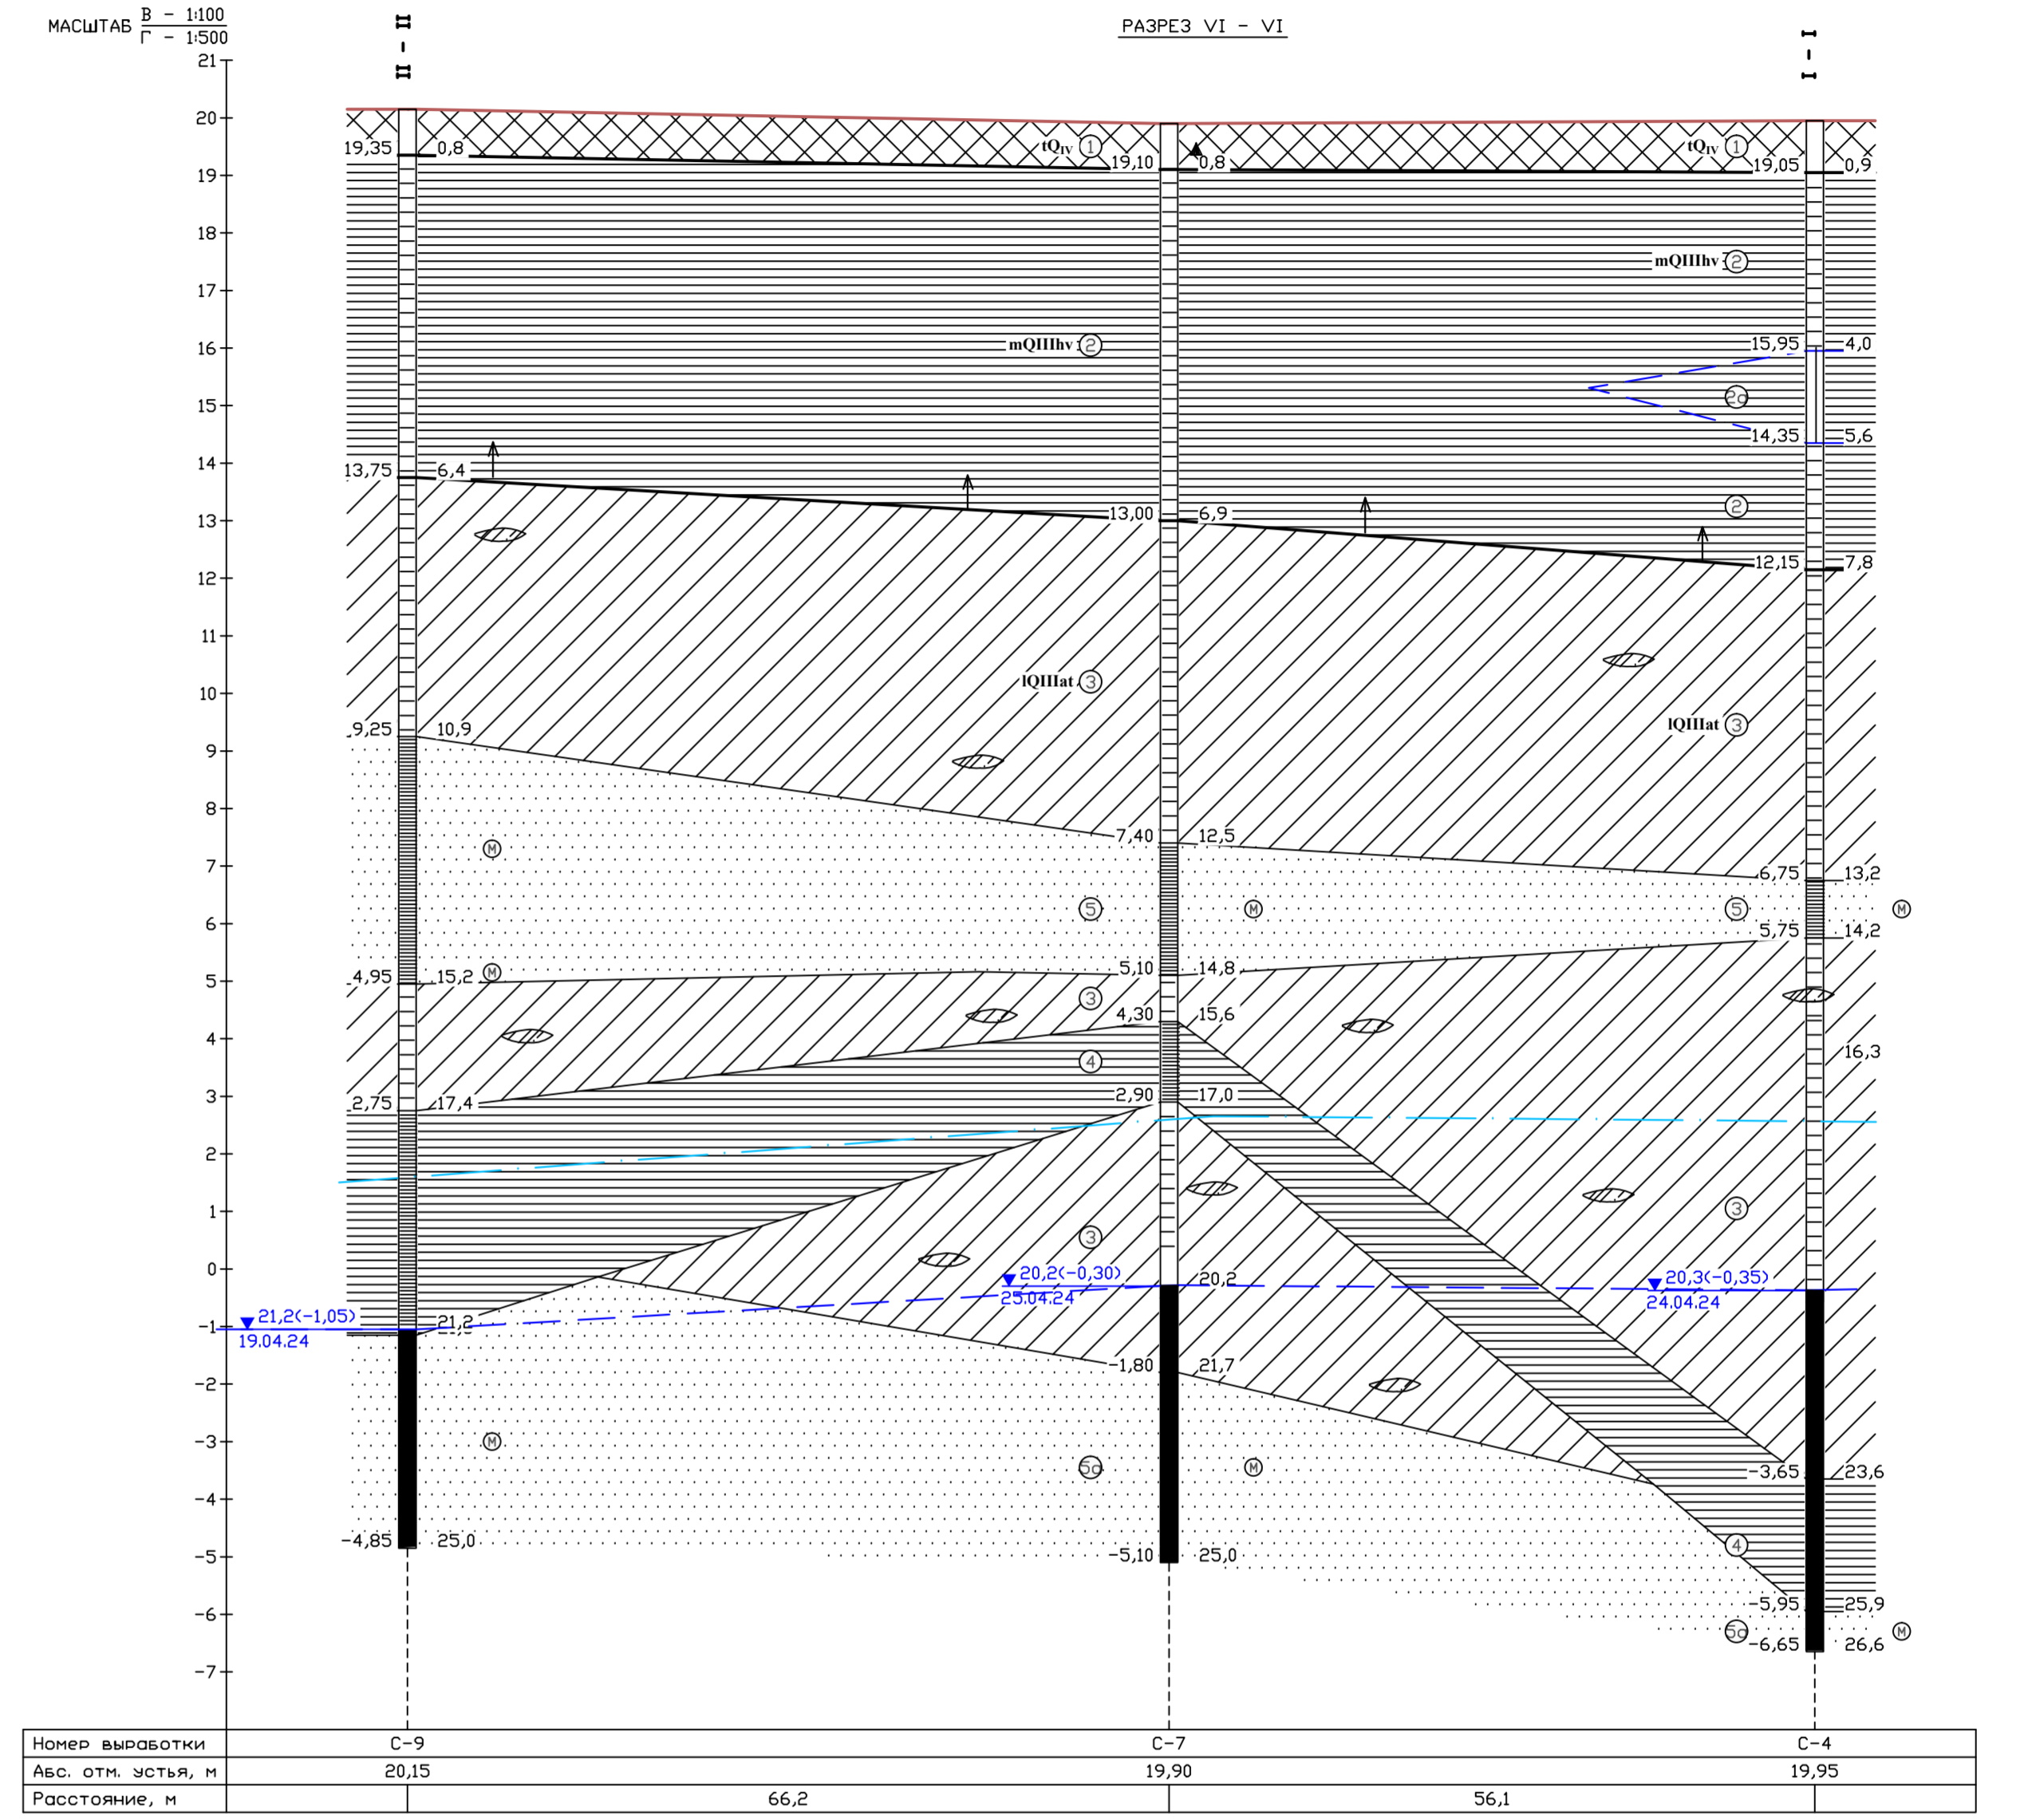 МАСШТАБ В - 1:100
Г - 1:500
II - II
РАЗРЕЗ VI - VI
I - I
21
20
19,35 0,8 tQIV 1 19,10 0,8 tQIV 1 19,05 0,9
19
18
mQIIIhv 2
17
16
mQIIIhv 2 15,95 4,0
15
2а
14,35 5,6
14
13,75 6,4
2
13
13,00 6,9
12,15 7,8
12
11
10
lQIIIat 3
lQIIIat 3
9,25 10,9
9
8
7,40 12,5
М
7
6,75 13,2
5 М 5 М
6
5,75 14,2
5
4,95 15,2 М 5,10 14,8
3
4,30 15,6
4
4 16,3
3
2,75 17,4 2,90 17,0
2
1
3
3
0
20,2(-0,30) 20,2 20,3(-0,35)
25.04.24 24.04.24
-1
21,2(-1,05) 21,2
19.04.24
-1,80 21,7
-2
-3
М
5а М -3,65 23,6
-4
-4,85 25,0
4
-5
-5,10 25,0
-5,95 25,9
-6
5а -6,65 26,6 М
-7
Номер выработки С-9 С-7 С-4
Абс. отм. устья, м 20,15 19,90 19,95
Расстояние, м 66,2 56,1